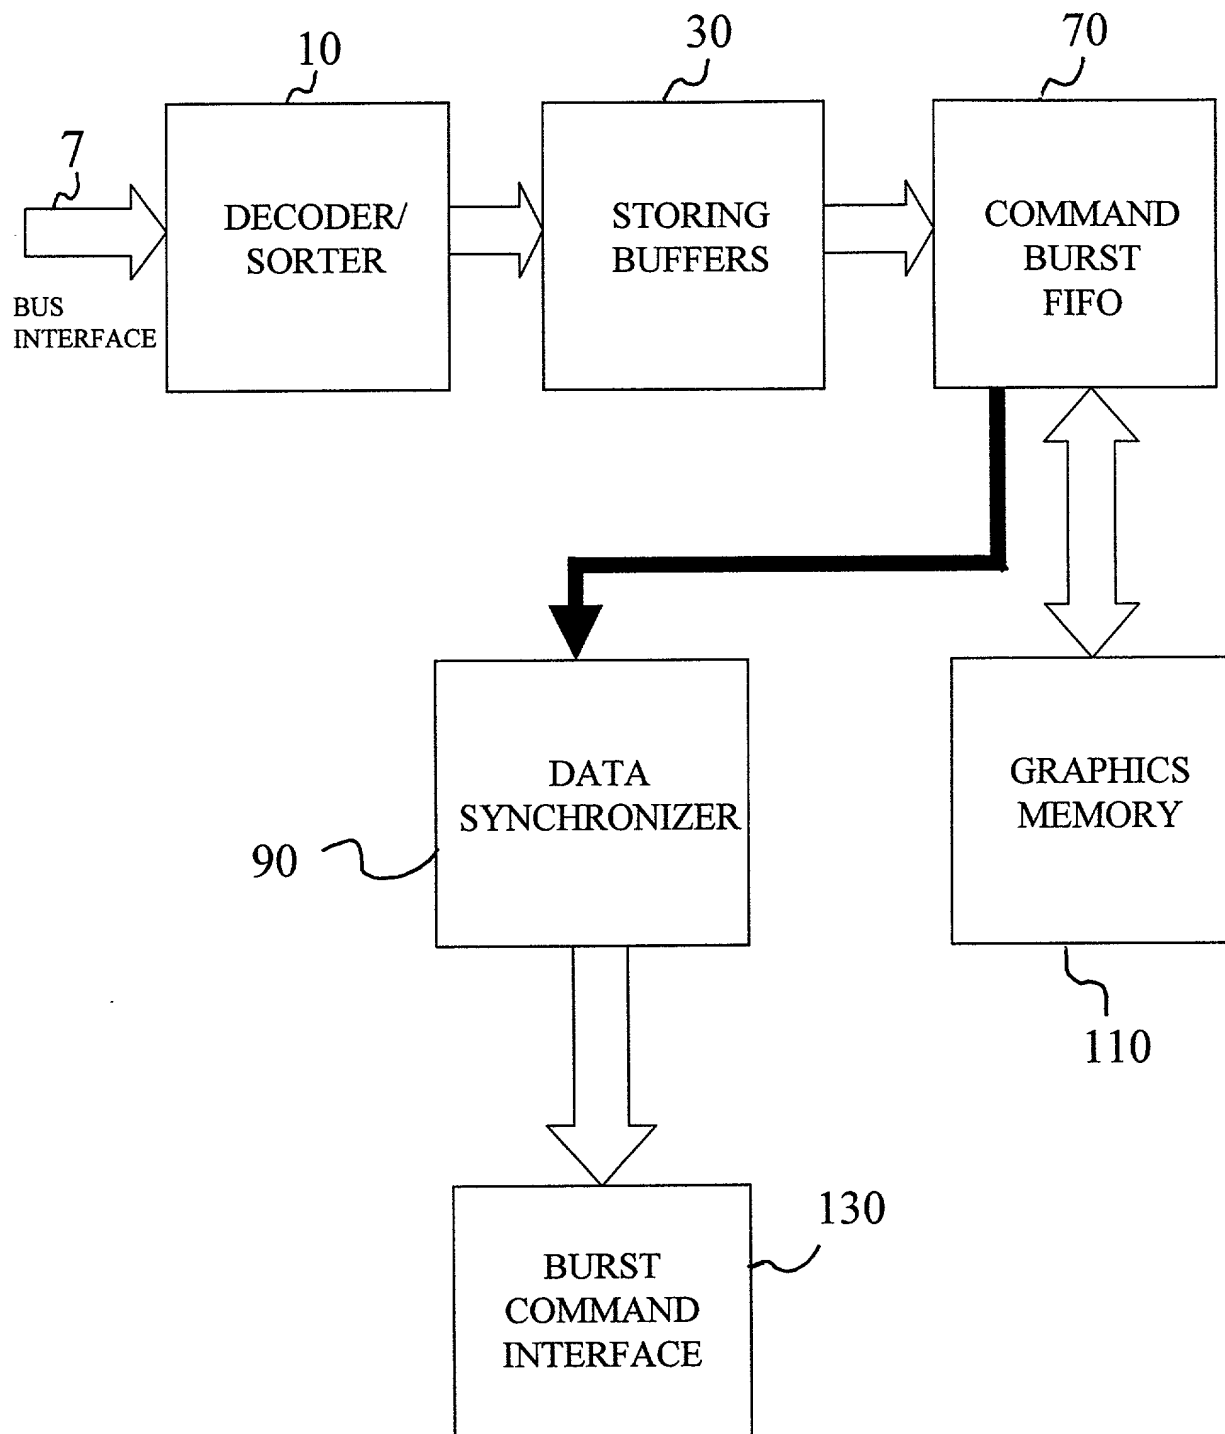 10
30
70
7
DECODER/
SORTER
STORING
BUFFERS
COMMAND
BURST
FIFO
BUS
INTERFACE
DATA
SYNCHRONIZER
GRAPHICS
MEMORY
90
110
130
BURST
COMMAND
INTERFACE